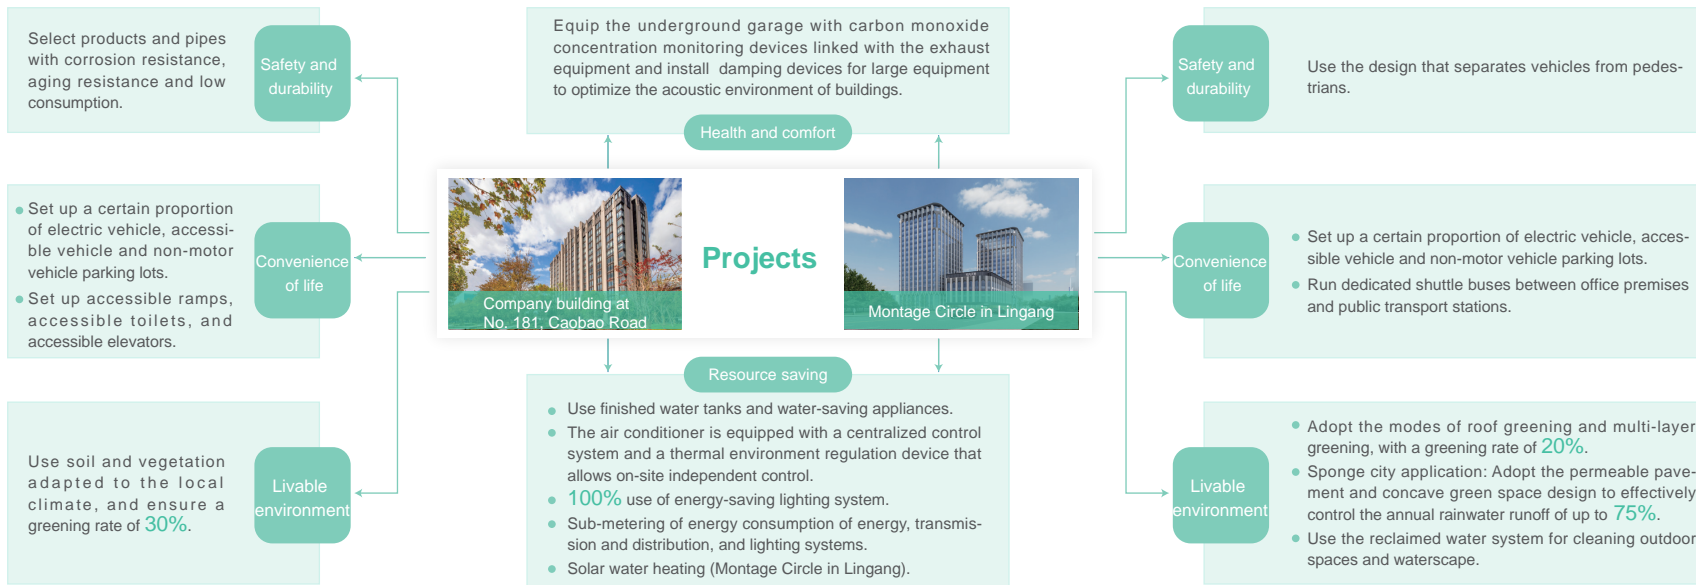 Select products and pipes
with corrosion resistance,
aging resistance and low
consumption.
Safety and
durability
Set up a certain proportion
of electric vehicle, accessi-
ble vehicle and non-motor
vehicle parking lots.
Set up accessible ramps,
accessible toilets, and
accessible elevators.
Convenience
of life
Use soil and vegetation
adapted to the local
climate, and ensure a
greening rate of 30%.
Livable
environment
Equip the underground garage with carbon monoxide
concentration monitoring devices linked with the exhaust
equipment and install damping devices for large equipment
to optimize the acoustic environment of buildings.
Health and comfort
Company building at
No. 181, Caobao Road
Projects
Montage Circle in Lingang
Resource saving
Use finished water tanks and water-saving appliances.
The air conditioner is equipped with a centralized control
system and a thermal environment regulation device that
allows on-site independent control.
100% use of energy-saving lighting system.
Sub-metering of energy consumption of energy, transmis-
sion and distribution, and lighting systems.
Solar water heating (Montage Circle in Lingang).
Safety and
durability
Use the design that separates vehicles from pedes-
trians.
Convenience
of life
Set up a certain proportion of electric vehicle, acces-
sible vehicle and non-motor vehicle parking lots.
Run dedicated shuttle buses between office premises
and public transport stations.
Livable
environment
Adopt the modes of roof greening and multi-layer
greening, with a greening rate of 20%.
Sponge city application: Adopt the permeable pave-
ment and concave green space design to effectively
control the annual rainwater runoff of up to 75%.
Use the reclaimed water system for cleaning outdoor
spaces and waterscape.